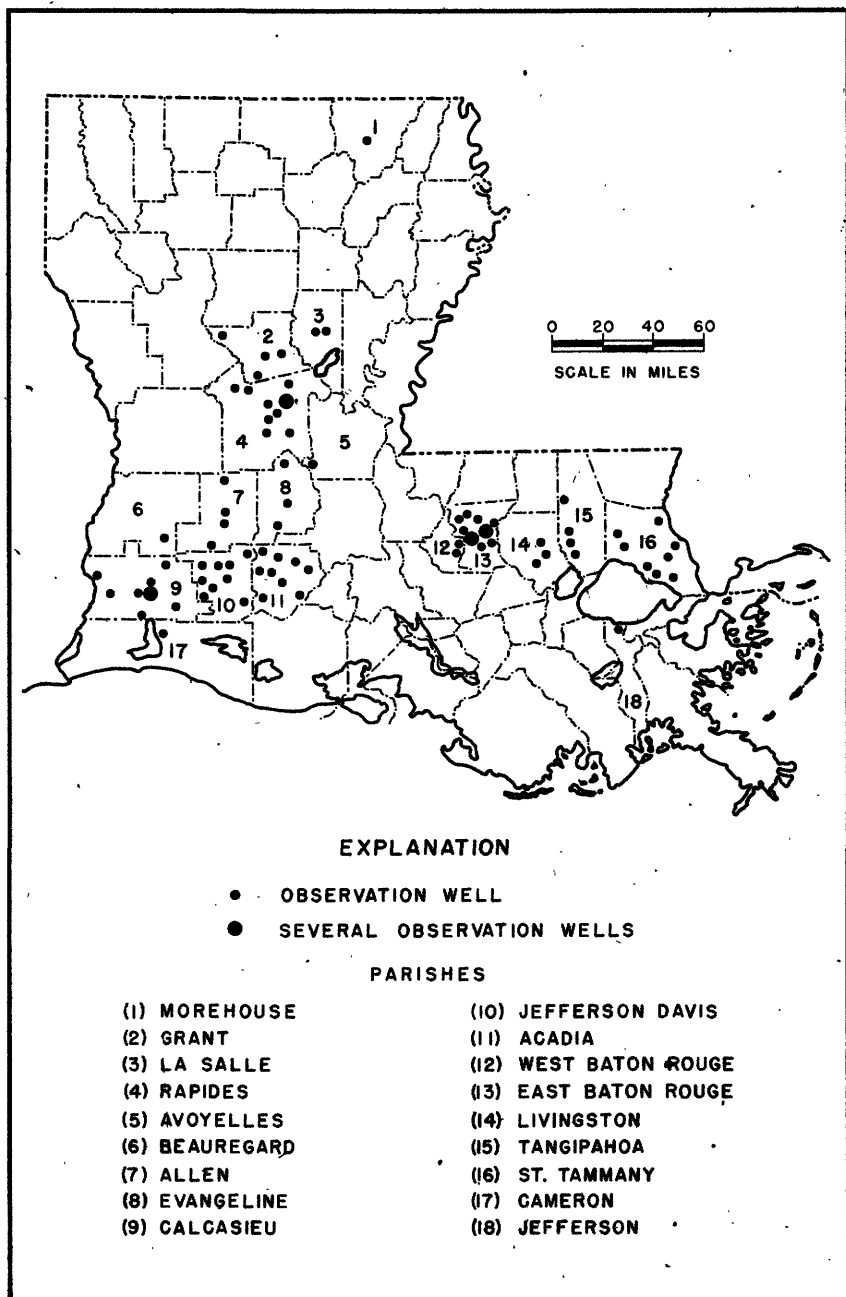 1
2
3
4
5
6
7
8
9
10
11
12
13
14
15
16
17
18
0 20 40 60
SCALE IN MILES
EXPLANATION
OBSERVATION WELL
SEVERAL OBSERVATION WELLS
PARISHES
(1) MOREHOUSE
(2) GRANT
(3) LA SALLE
(4) RAPIDES
(5) AVOYELLES
(6) BEAUREGARD
(7) ALLEN
(8) EVANGELINE
(9) CALCASIEU
(10) JEFFERSON DAVIS
(11) ACADIA
(12) WEST BATON ROUGE
(13) EAST BATON ROUGE
(14) LIVINGSTON
(15) TANGIPAHOA
(16) ST. TAMMANY
(17) CAMERON
(18) JEFFERSON